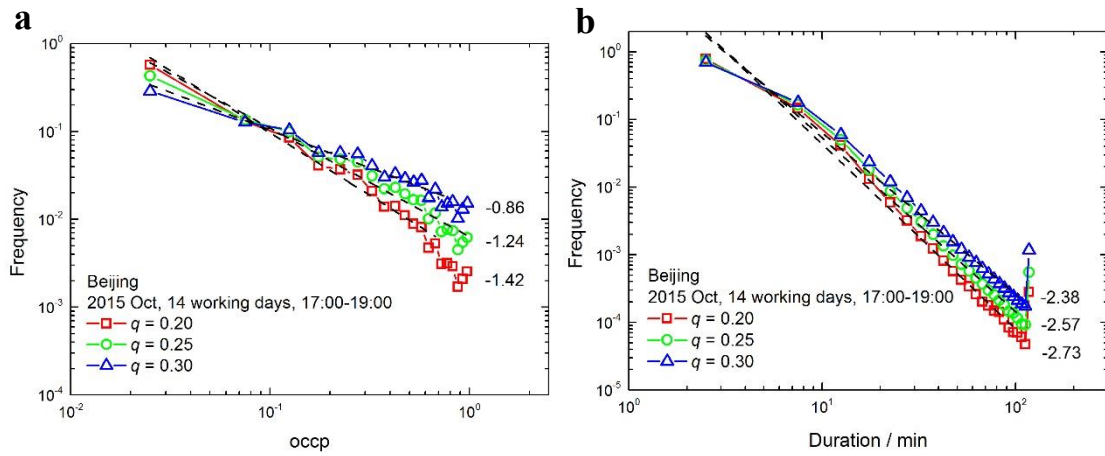 a
10^0
10^-1
10^-2
10^-3
10^-4
Frequency
-0.86
-1.24
-1.42
Beijing
2015 Oct, 14 working days, 17:00-19:00
q = 0.20
q = 0.25
q = 0.30
10^-2
10^-1
10^0
occp
b
10^0
10^-1
10^-2
10^-3
10^-4
10^-5
Frequency
-2.38
-2.57
-2.73
Beijing
2015 Oct, 14 working days, 17:00-19:00
q = 0.20
q = 0.25
q = 0.30
10^0
10^1
10^2
Duration / min